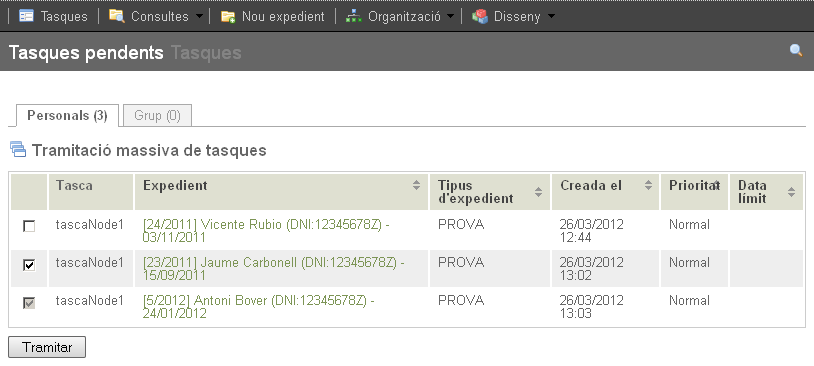 Tasques Consultes Nou expedient Organització Disseny
Tasques pendents Tasques
Personals (3) Grup (0)
Tramitació massiva de tasques
Tasca Expedient Tipus d'expedient Creada el Prioritat Data límit
tascaNode1 [24/2011] Vicente Rubio (DNI:12345678Z) - PROVA 26/03/2012 Normal
03/11/2011 12:44
tascaNode1 [23/2011] Jaume Carbonell (DNI:12345678Z) - PROVA 26/03/2012 Normal
15/09/2011 13:02
tascaNode1 [5/2012] Antoni Bover (DNI:12345678Z) - PROVA 26/03/2012 Normal
24/01/2012 13:03
Tramitar